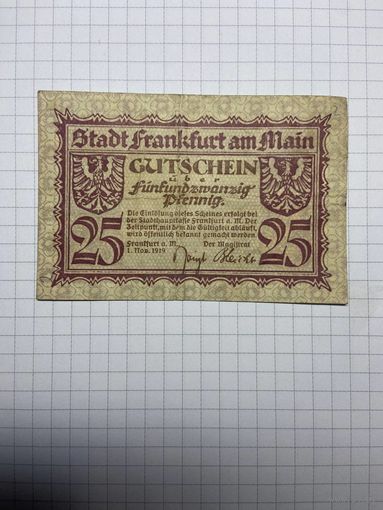 Stadt Frankfurt am Main
GUTSCHEIN
über
Fünfundzwanzig
Pfennig.
Die Einlösung dieses Scheines erfolgt bei
der Stadthauptkasse Frankfurt a. M. Der
Zeitpunkt, mit dem die Gültigkeit abläuft,
wird öffentlich bekannt gemacht werden
Frankfurt a. M. Der Magistrat
1. Nov. 1919
25 25